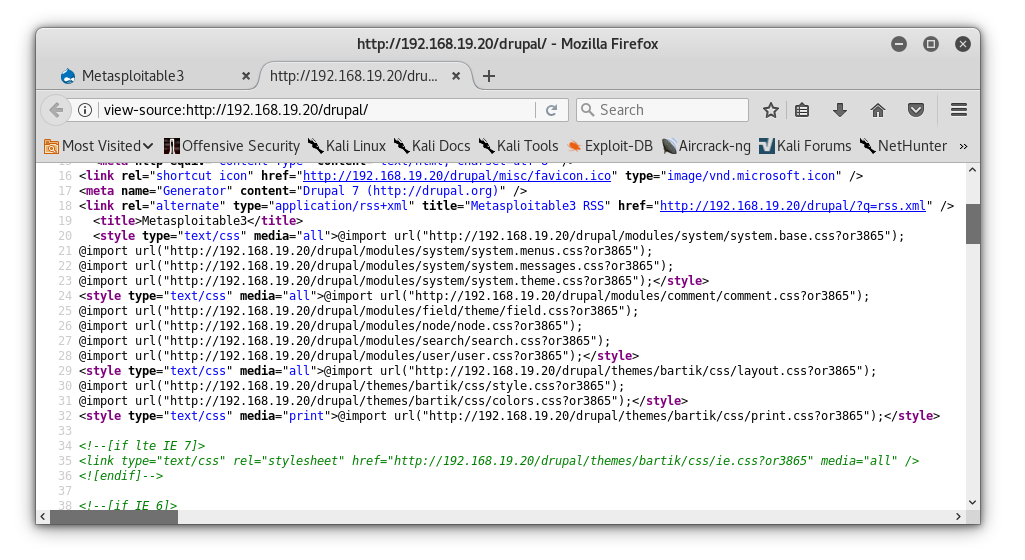 http://192.168.19.20/drupal/ - Mozilla Firefox
Metasploitable3
http://192.168.19.20/dru...
view-source:http://192.168.19.20/drupal/
Search
Most Visited Offensive Security Kali Linux Kali Docs Kali Tools Exploit-DB Aircrack-ng Kali Forums NetHunter »
15 <meta http-equiv="Content-Type" content="text/html; charset=utf-8" />
16 <link rel="shortcut icon" href="http://192.168.19.20/drupal/misc/favicon.ico" type="image/vnd.microsoft.icon" />
17 <meta name="Generator" content="Drupal 7 (http://drupal.org)" />
18 <link rel="alternate" type="application/rss+xml" title="Metasploitable3 RSS" href="http://192.168.19.20/drupal/?q=rss.xml" />
19 <title>Metasploitable3</title>
20 <style type="text/css" media="all">@import url("http://192.168.19.20/drupal/modules/system/system.base.css?or3865");
21 @import url("http://192.168.19.20/drupal/modules/system/system.menus.css?or3865");
22 @import url("http://192.168.19.20/drupal/modules/system/system.messages.css?or3865");
23 @import url("http://192.168.19.20/drupal/modules/system/system.theme.css?or3865");</style>
24 <style type="text/css" media="all">@import url("http://192.168.19.20/drupal/modules/comment/comment.css?or3865");
25 @import url("http://192.168.19.20/drupal/modules/field/theme/field.css?or3865");
26 @import url("http://192.168.19.20/drupal/modules/node/node.css?or3865");
27 @import url("http://192.168.19.20/drupal/modules/search/search.css?or3865");
28 @import url("http://192.168.19.20/drupal/modules/user/user.css?or3865");</style>
29 <style type="text/css" media="all">@import url("http://192.168.19.20/drupal/themes/bartik/css/layout.css?or3865");
30 @import url("http://192.168.19.20/drupal/themes/bartik/css/style.css?or3865");
31 @import url("http://192.168.19.20/drupal/themes/bartik/css/colors.css?or3865");</style>
32 <style type="text/css" media="print">@import url("http://192.168.19.20/drupal/themes/bartik/css/print.css?or3865");</style>
33
34 <!--[if lte IE 7]>
35 <link type="text/css" rel="stylesheet" href="http://192.168.19.20/drupal/themes/bartik/css/ie.css?or3865" media="all" />
36 <![endif]-->
37
38 <!--[if IE 6]>